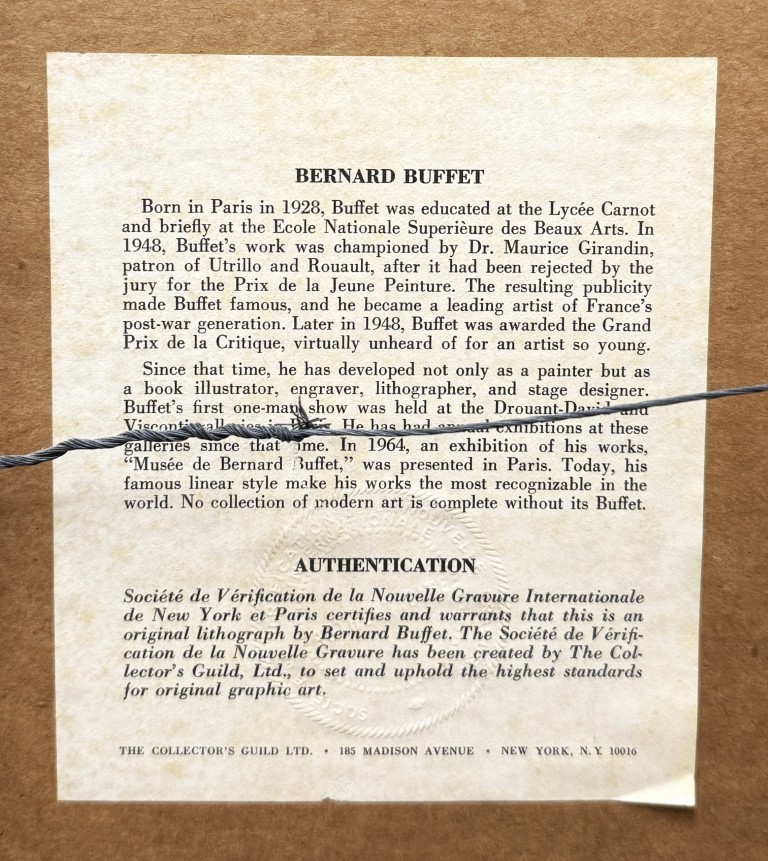 BERNARD BUFFET
Born in Paris in 1928, Buffet was educated at the Lycée Carnot
and briefly at the Ecole Nationale Superièure des Beaux Arts. In
1948, Buffet's work was championed by Dr. Maurice Girandin,
patron of Utrillo and Rouault, after it had been rejected by the
jury for the Prix de la Jeune Peinture. The resulting publicity
made Buffet famous, and he became a leading artist of France's
post-war generation. Later in 1948, Buffet was awarded the Grand
Prix de la Critique, virtually unheard of for an artist so young.
Since that time, he has developed not only as a painter but as
a book illustrator, engraver, lithographer, and stage designer.
Buffet's first one-man show was held at the Drouant-David and
Visconti galleries in Paris. He has had annual exhibitions at these
galleries since that time. In 1964, an exhibition of his works,
“Musée de Bernard Buffet,” was presented in Paris. Today, his
famous linear style make his works the most recognizable in the
world. No collection of modern art is complete without its Buffet.
AUTHENTICATION
Société de Vérification de la Nouvelle Gravure Internationale
de New York et Paris certifies and warrants that this is an
original lithograph by Bernard Buffet. The Société de Vérifi-
cation de la Nouvelle Gravure has been created by The Col-
lector's Guild, Ltd., to set and uphold the highest standards
for original graphic art.
THE COLLECTOR'S GUILD LTD. • 185 MADISON AVENUE • NEW YORK, N.Y. 10016